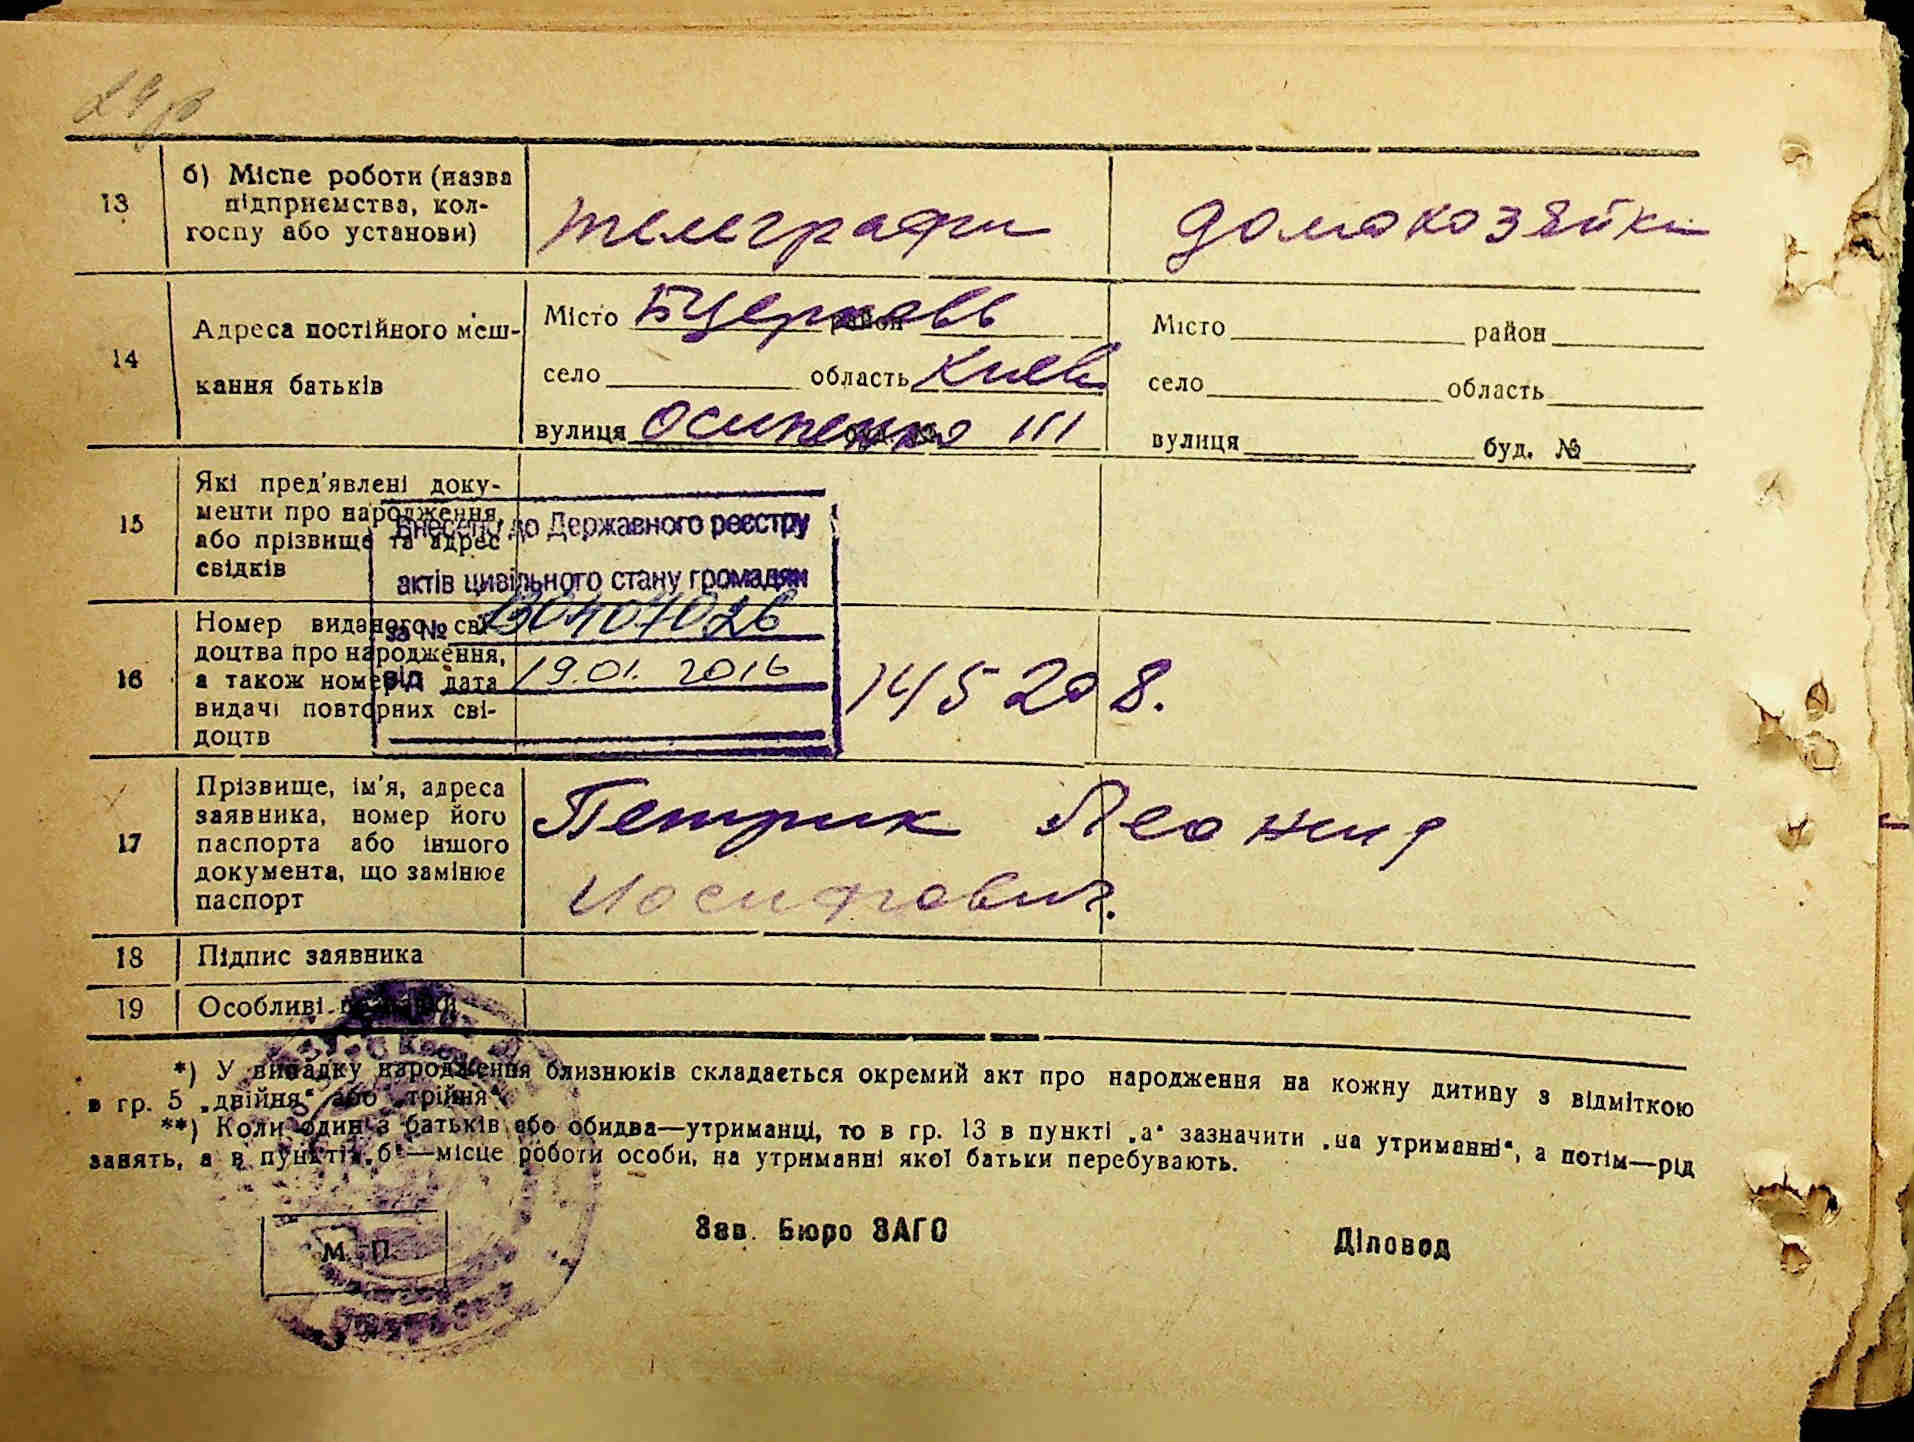 29
13 б) Місце роботи (назва підприємства, колгоспу або установи) телеграфи домохозяйки
14 Адреса постійного мешкання батьків
Місто БЦерковь район Місто район
село область Киев село область
вулиця Осипенко 111 вулиця буд. №
15 Які пред'явлені документи про народження, або прізвище та адрес свідків
Внесено до Державного реєстру
актів цивільного стану громадян
за №
від 19.01. 2016
16 Номер виданого свідоцтва про народження, а також номер і дата видачі повторних свідоцтв 145208.
17 Прізвище, ім'я, адреса заявника, номер його паспорта або іншого документа, що замінює паспорт Петрик Леонид
Иосифович.
18 Підпис заявника
19 Особливі
*) У випадку народження близнюків складається окремий акт про народження на кожну дитину з відміткою
в гр. 5 „двійня“ або „трійня“.
**) Коли один з батьків або обидва—утриманці, то в гр. 13 в пункті „а“ зазначити „на утриманні“, а потім—рід
занять, а в пункті „б“—місце роботи особи, на утриманні якої батьки перебувають.
Зав. Бюро ЗАГС Діловод
М. П.